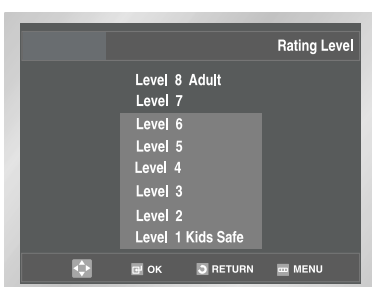 Rating Level
Level 8 Adult
Level 7
Level 6
Level 5
Level 4
Level 3
Level 2
Level 1 Kids Safe
OK RETURN MENU